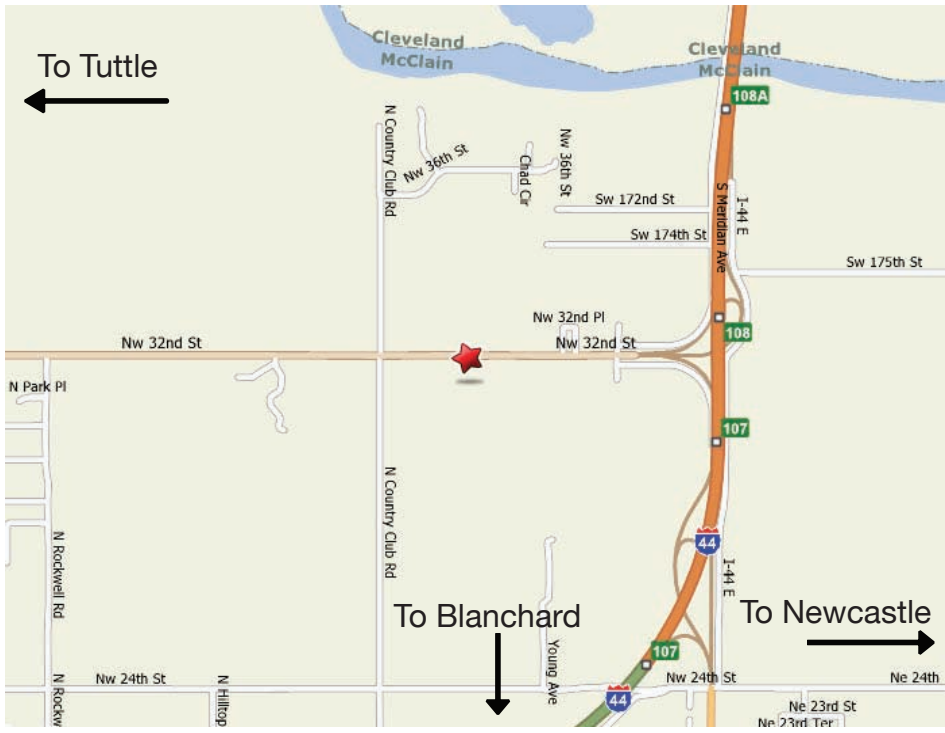 Cleveland
McClain
Cleveland
McClain
To Tuttle
108A
N Country Club Rd
Nw 36th St
Chad Cir
Nw 36th St
Sw 172nd St
S Meridian Ave
I-44 E
Sw 174th St
Sw 175th St
Nw 32nd Pl
108
Nw 32nd St
Nw 32nd St
N Park Pl
107
N Country Club Rd
N Rockwell Rd
44
I-44 E
To Blanchard
To Newcastle
Young Ave
107
Nw 24th St
N Rockw
N Hilltop
44
Nw 24th St
Ne 24th
Ne 23rd St
Ne 23rd Ter